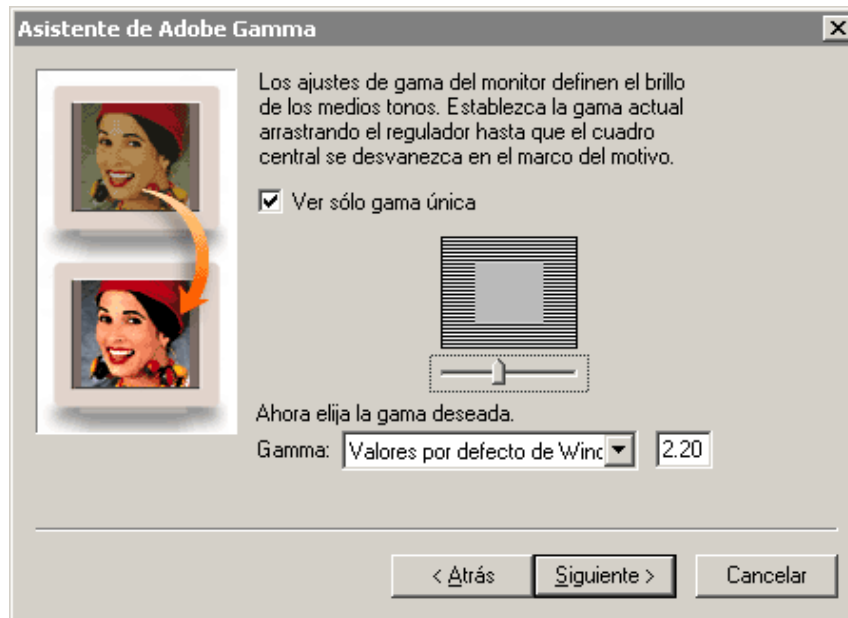 Asistente de Adobe Gamma
Los ajustes de gama del monitor definen el brillo
de los medios tonos. Establezca la gama actual
arrastrando el regulador hasta que el cuadro
central se desvanezca en el marco del motivo.
Ver sólo gama única
Ahora elija la gama deseada.
Gamma: Valores por defecto de Winc 2.20
< Atrás Siguiente > Cancelar